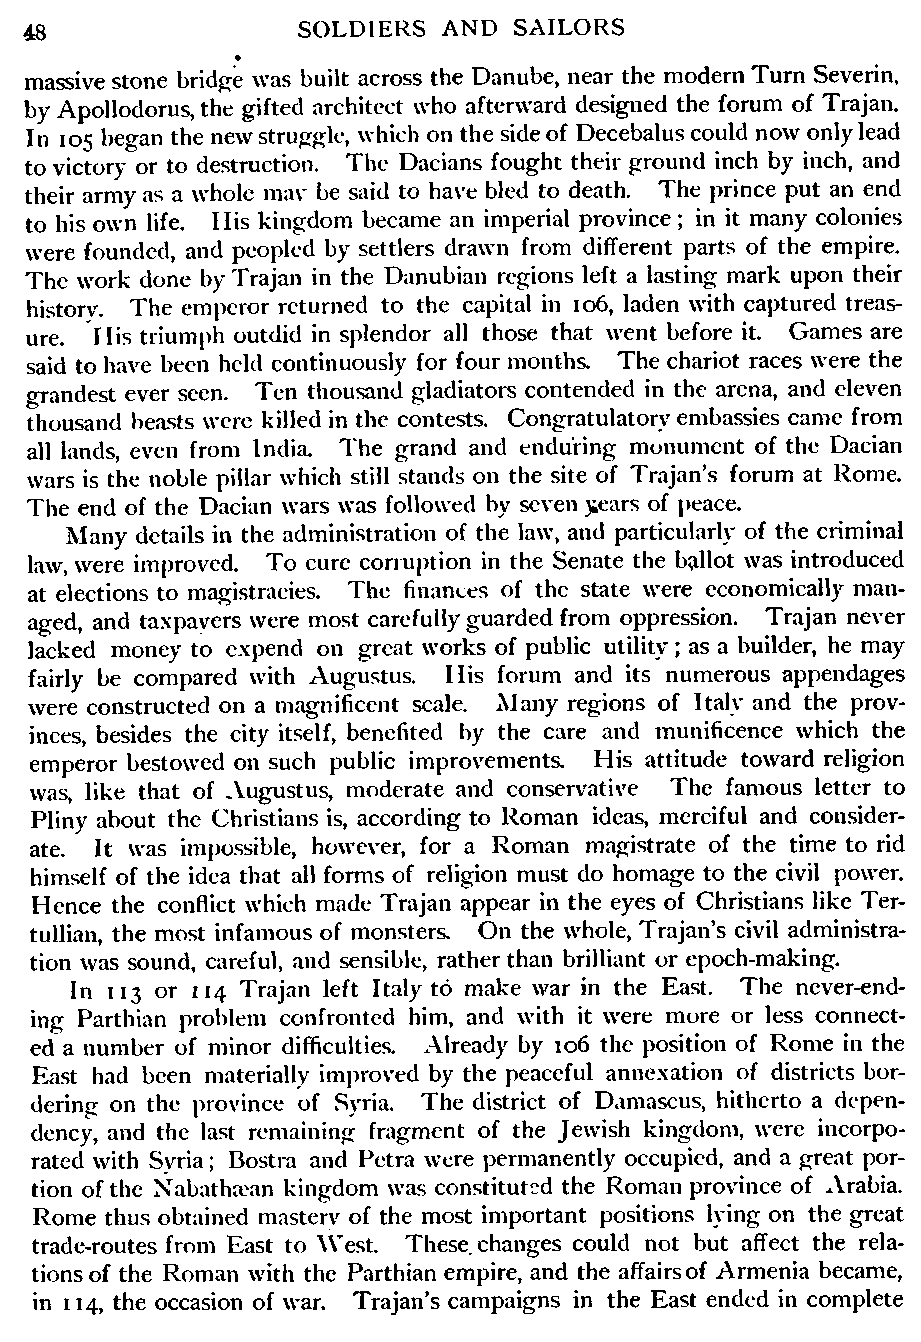 48 SOLDIERS AND SAILORS
massive stone bridge was built across the Danube, near the modern Turn Severin,
by Apollodorus, the gifted architect who afterward designed the forum of Trajan.
In 105 began the new struggle, which on the side of Decebalus could now only lead
to victory or to destruction. The Dacians fought their ground inch by inch, and
their army as a whole may be said to have bled to death. The prince put an end
to his own life. His kingdom became an imperial province; in it many colonies
were founded, and peopled by settlers drawn from different parts of the empire.
The work done by Trajan in the Danubian regions left a lasting mark upon their
history. The emperor returned to the capital in 106, laden with captured treas-
ure. His triumph outdid in splendor all those that went before it. Games are
said to have been held continuously for four months. The chariot races were the
grandest ever seen. Ten thousand gladiators contended in the arena, and eleven
thousand beasts were killed in the contests. Congratulatory embassies came from
all lands, even from India. The grand and enduring monument of the Dacian
wars is the noble pillar which still stands on the site of Trajan's forum at Rome.
The end of the Dacian wars was followed by seven years of peace.
Many details in the administration of the law, and particularly of the criminal
law, were improved. To cure corruption in the Senate the ballot was introduced
at elections to magistracies. The finances of the state were economically man-
aged, and taxpayers were most carefully guarded from oppression. Trajan never
lacked money to expend on great works of public utility; as a builder, he may
fairly be compared with Augustus. His forum and its numerous appendages
were constructed on a magnificent scale. Many regions of Italy and the prov-
inces, besides the city itself, benefited by the care and munificence which the
emperor bestowed on such public improvements. His attitude toward religion
was, like that of Augustus, moderate and conservative The famous letter to
Pliny about the Christians is, according to Roman ideas, merciful and consider-
ate. It was impossible, however, for a Roman magistrate of the time to rid
himself of the idea that all forms of religion must do homage to the civil power.
Hence the conflict which made Trajan appear in the eyes of Christians like Ter-
tullian, the most infamous of monsters. On the whole, Trajan's civil administra-
tion was sound, careful, and sensible, rather than brilliant or epoch-making.
In 113 or 114 Trajan left Italy to make war in the East. The never-end-
ing Parthian problem confronted him, and with it were more or less connect-
ed a number of minor difficulties. Already by 106 the position of Rome in the
East had been materially improved by the peaceful annexation of districts bor-
dering on the province of Syria. The district of Damascus, hitherto a depen-
dency, and the last remaining fragment of the Jewish kingdom, were incorpo-
rated with Syria; Bostra and Petra were permanently occupied, and a great por-
tion of the Nabathæan kingdom was constituted the Roman province of Arabia.
Rome thus obtained mastery of the most important positions lying on the great
trade-routes from East to West. These changes could not but affect the rela-
tions of the Roman with the Parthian empire, and the affairs of Armenia became,
in 114, the occasion of war. Trajan's campaigns in the East ended in complete